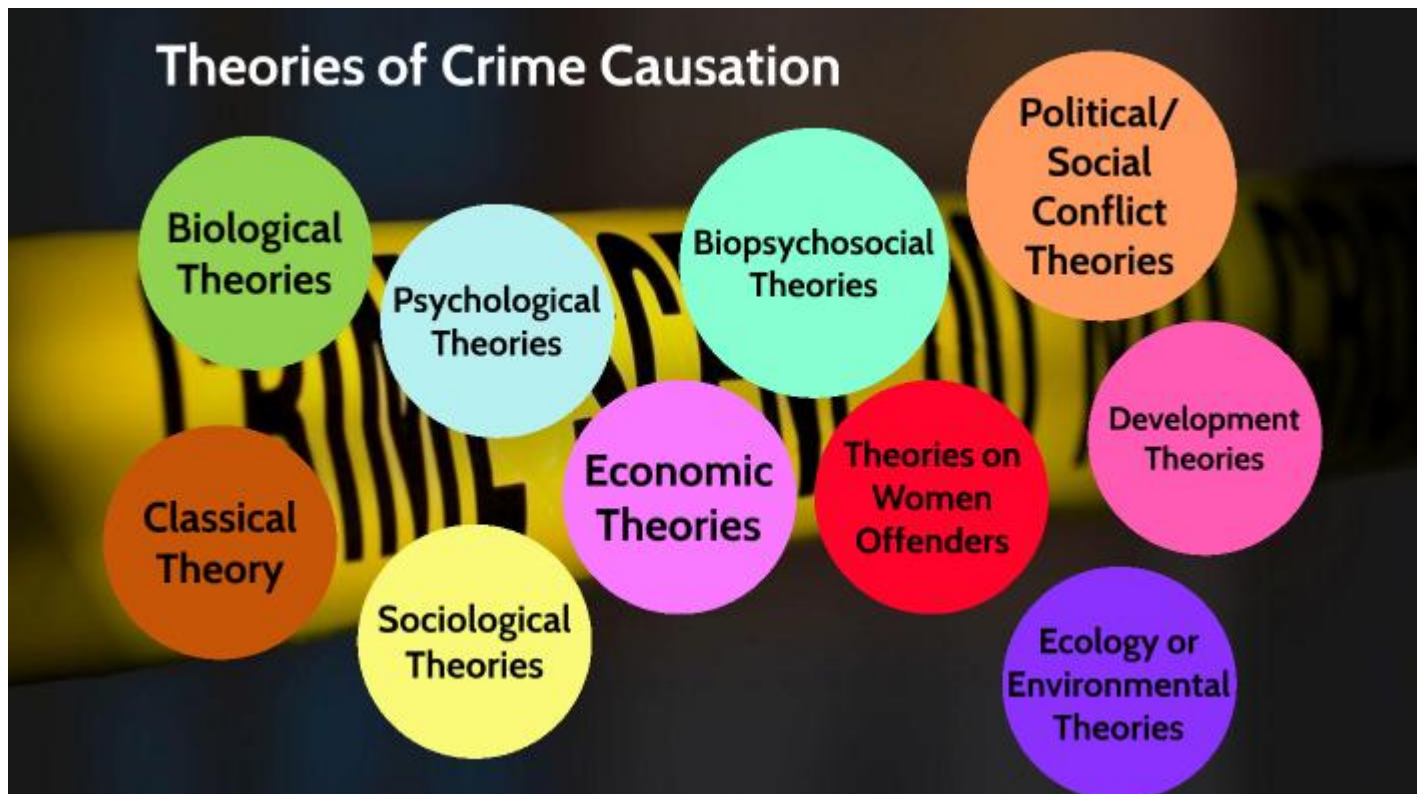 Theories of Crime Causation
Political/
Social
Conflict
Theories
Biological
Theories
Psychological
Theories
Biopsychosocial
Theories
Development
Theories
Classical
Theory
Economic
Theories
Theories on
Women
Offenders
Sociological
Theories
Ecology or
Environmental
Theories